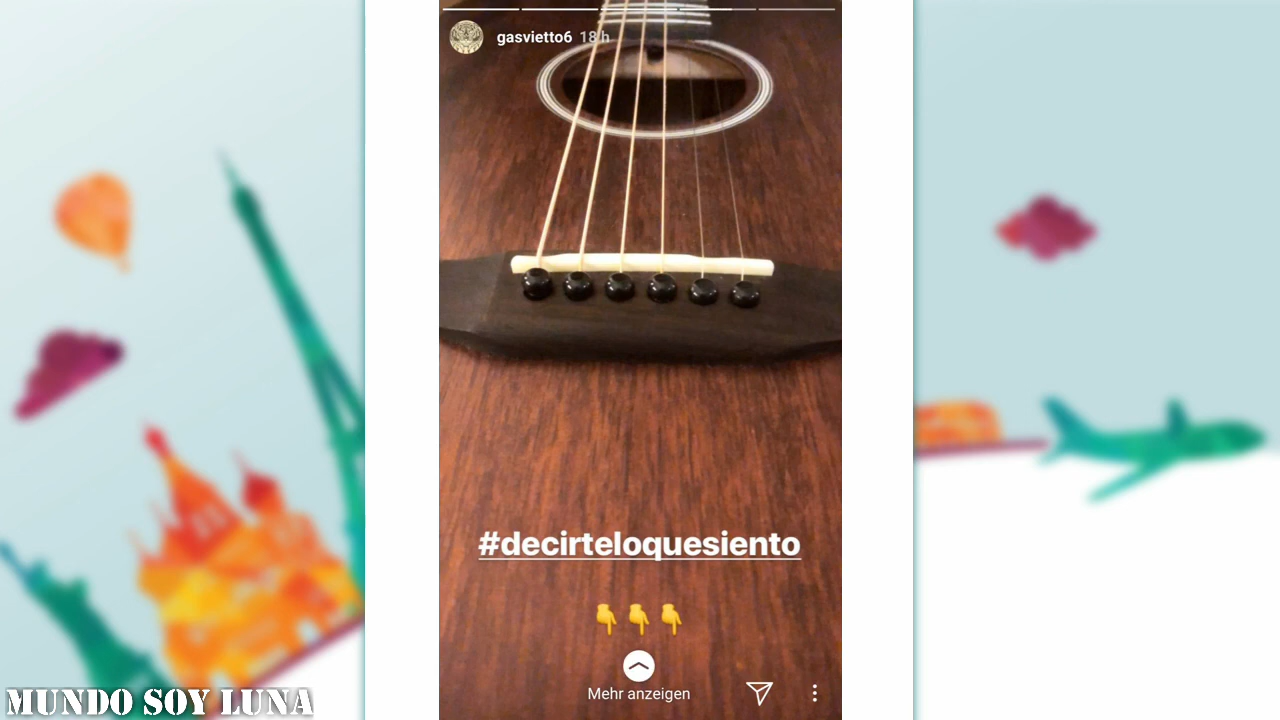 gasvietto6 18 h
#decirteloquesiento
👇👇👇
Mehr anzeigen
MUNDO SOY LUNA